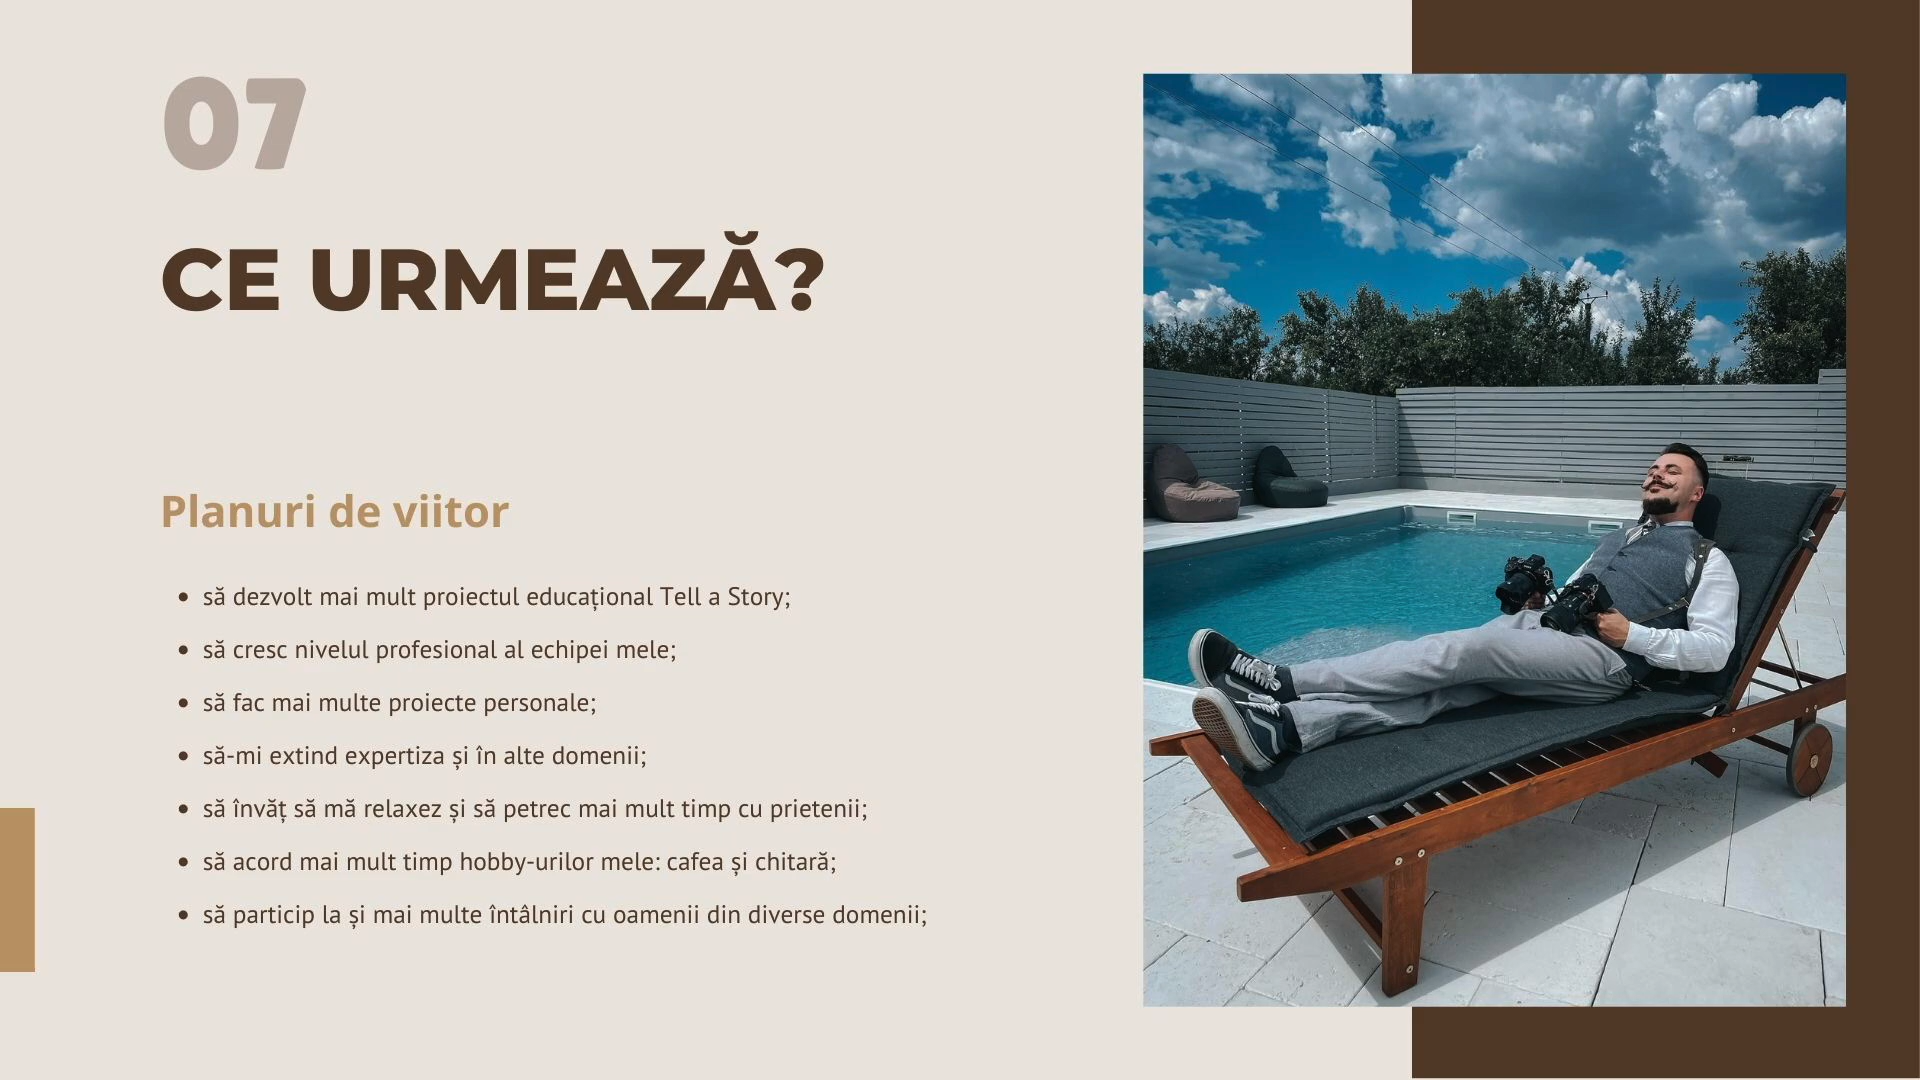 07
CE URMEAZĂ?
Planuri de viitor
• să dezvolt mai mult proiectul educațional Tell a Story;
• să cresc nivelul profesional al echipei mele;
• să fac mai multe proiecte personale;
• să-mi extind expertiza și în alte domenii;
• să învăț să mă relaxez și să petrec mai mult timp cu prietenii;
• să acord mai mult timp hobby-urilor mele: cafea și chitară;
• să particip la și mai multe întâlniri cu oamenii din diverse domenii;